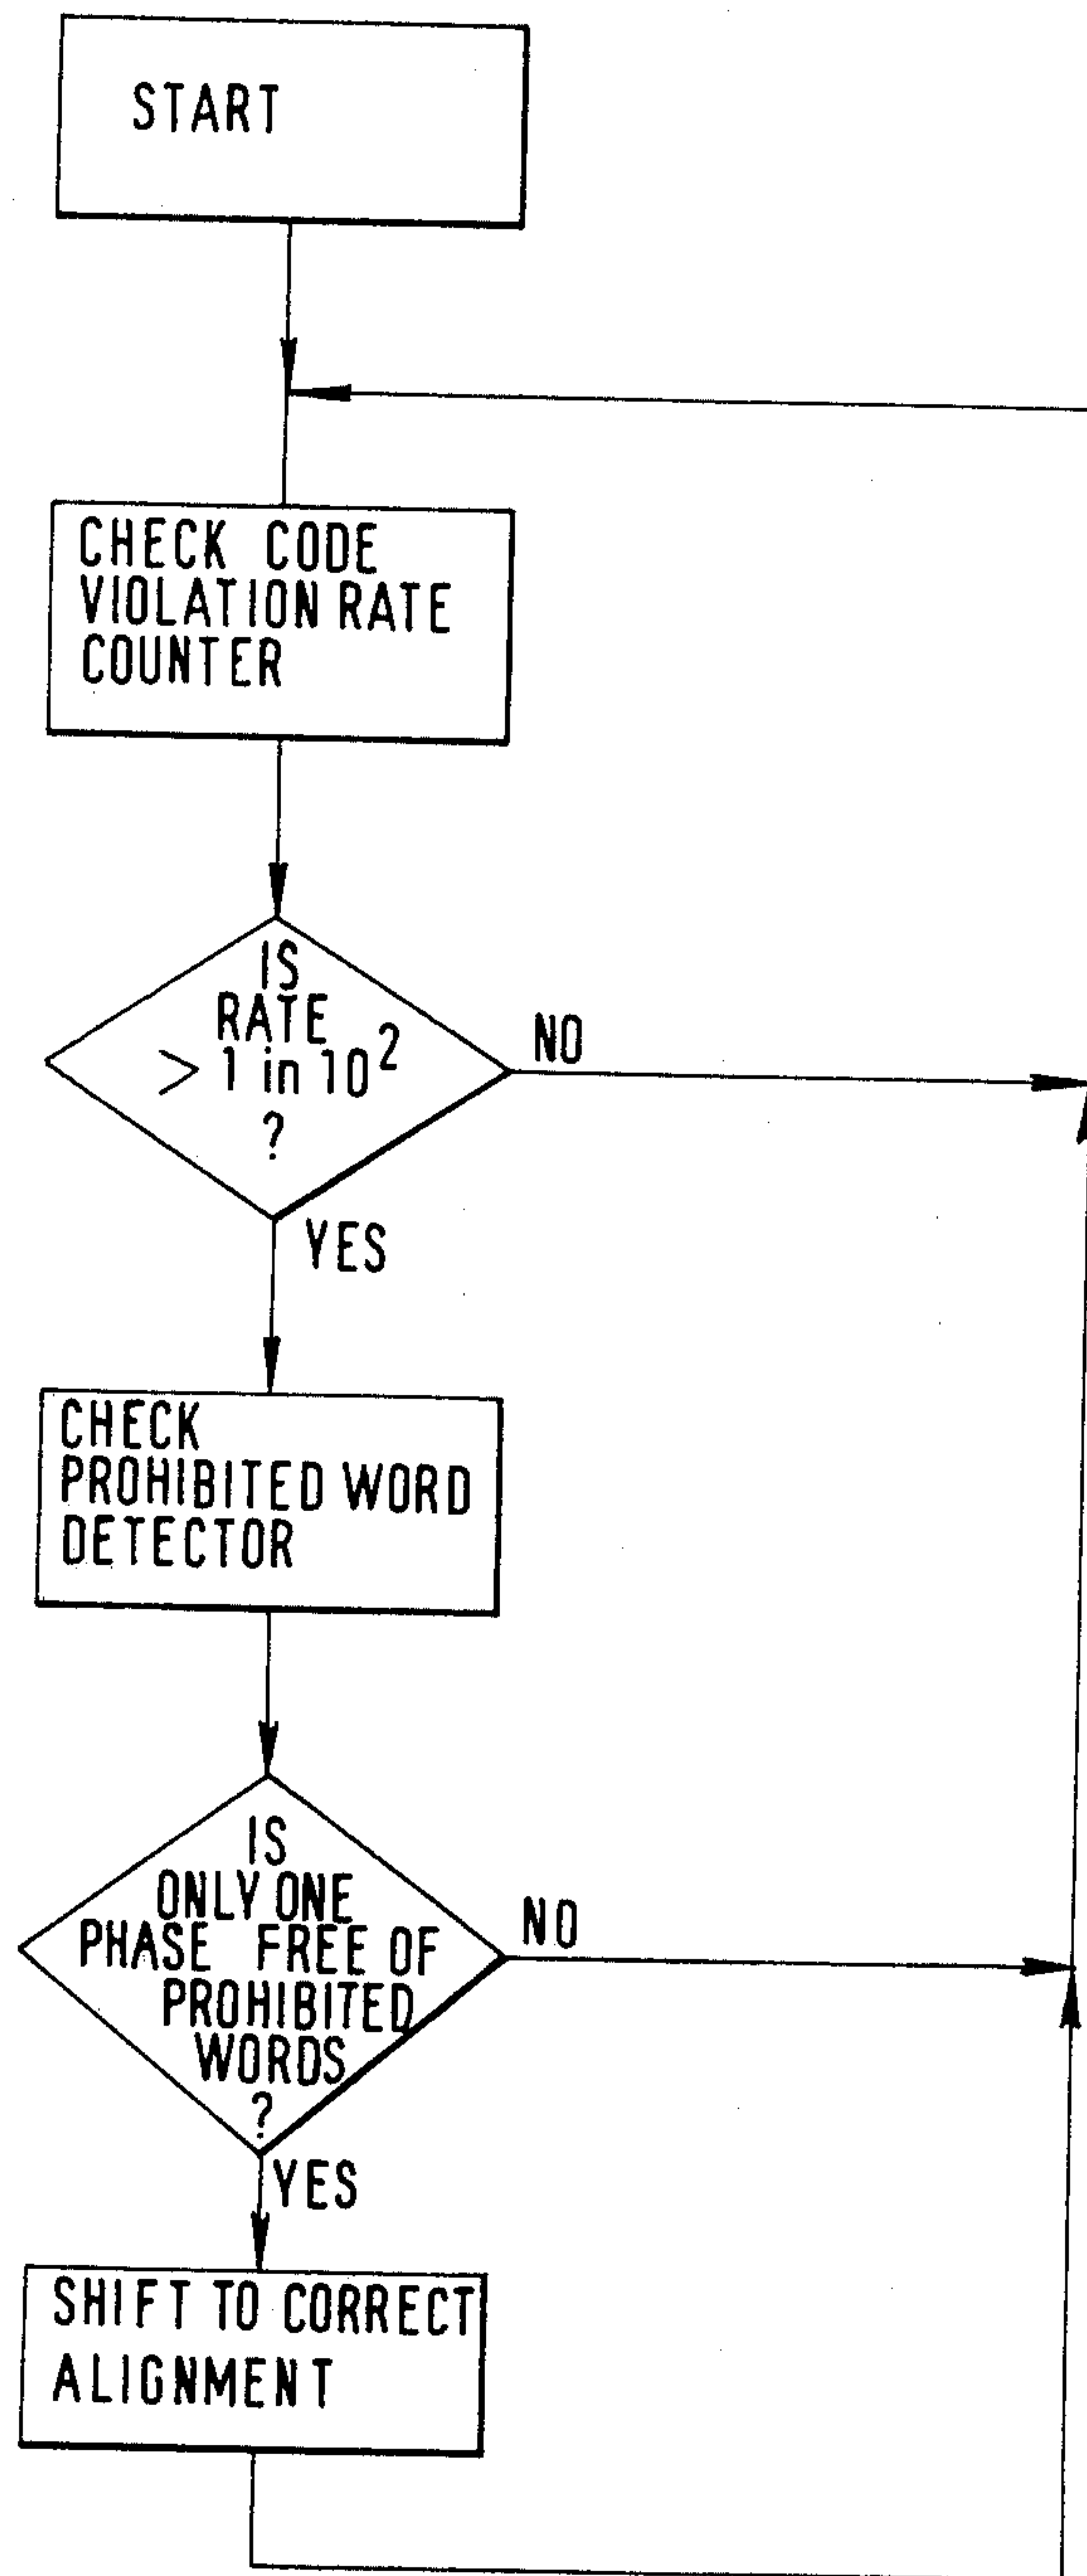 START
CHECK CODE
VIOLATION RATE
COUNTER
IS
RATE
> 1 in 10²
?
NO
YES
CHECK
PROHIBITED WORD
DETECTOR
IS
ONLY ONE
PHASE FREE OF
PROHIBITED
WORDS
?
NO
YES
SHIFT TO CORRECT
ALIGNMENT